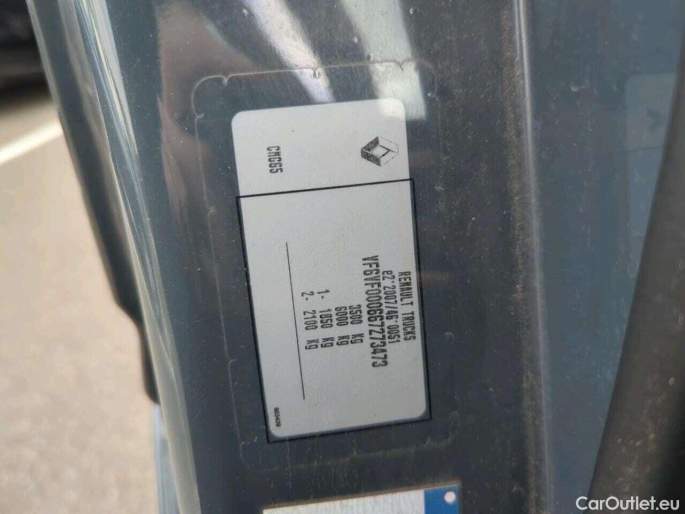 CMG65
RENAULT TRUCKS
e2*2007/46*0051
VF6VF000667273473
3500 Kg
6000 Kg
1- 1850 Kg
2- 2100 Kg
CarOutlet.eu